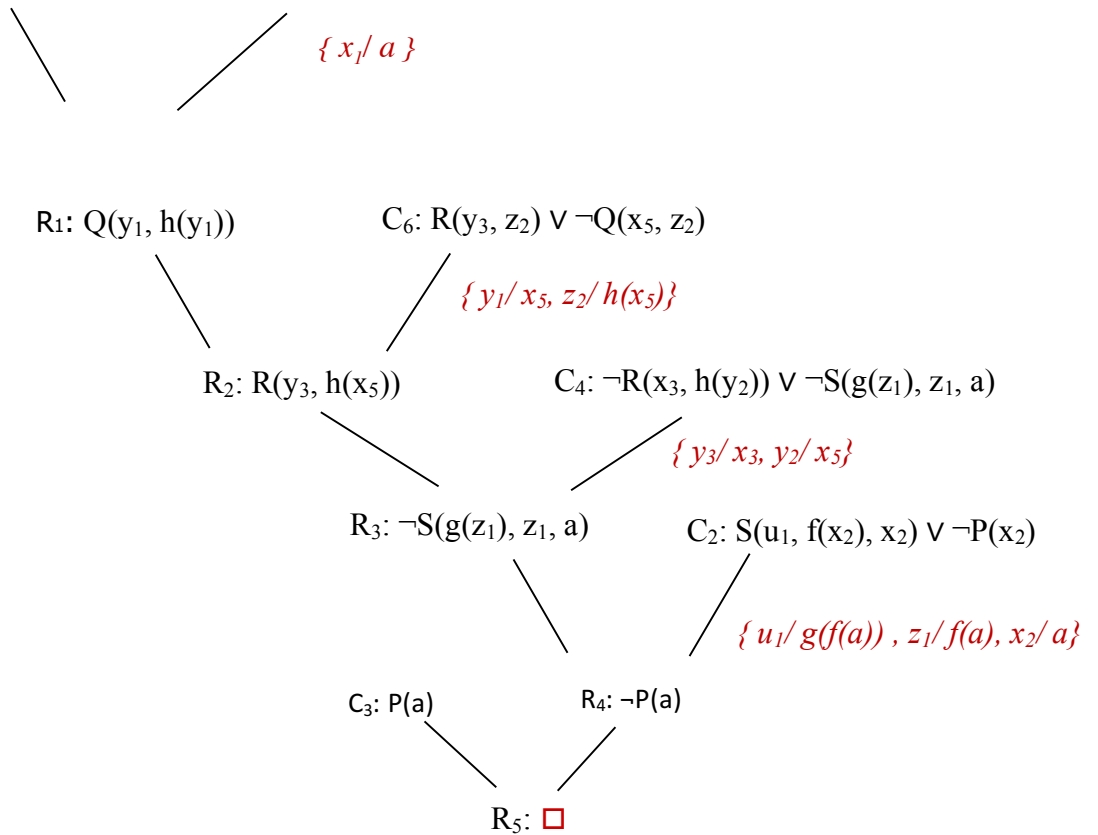 { x₁/ a }
R₁: Q(y₁, h(y₁)) C₆: R(y₃, z₂) ∨ ¬Q(x₅, z₂)
{ y₁/ x₅, z₂/ h(x₅)}
R₂: R(y₃, h(x₅)) C₄: ¬R(x₃, h(y₂)) ∨ ¬S(g(z₁), z₁, a)
{ y₃/ x₃, y₂/ x₅}
R₃: ¬S(g(z₁), z₁, a) C₂: S(u₁, f(x₂), x₂) ∨ ¬P(x₂)
{ u₁/ g(f(a)) , z₁/ f(a), x₂/ a}
C₃: P(a) R₄: ¬P(a)
R₅: □